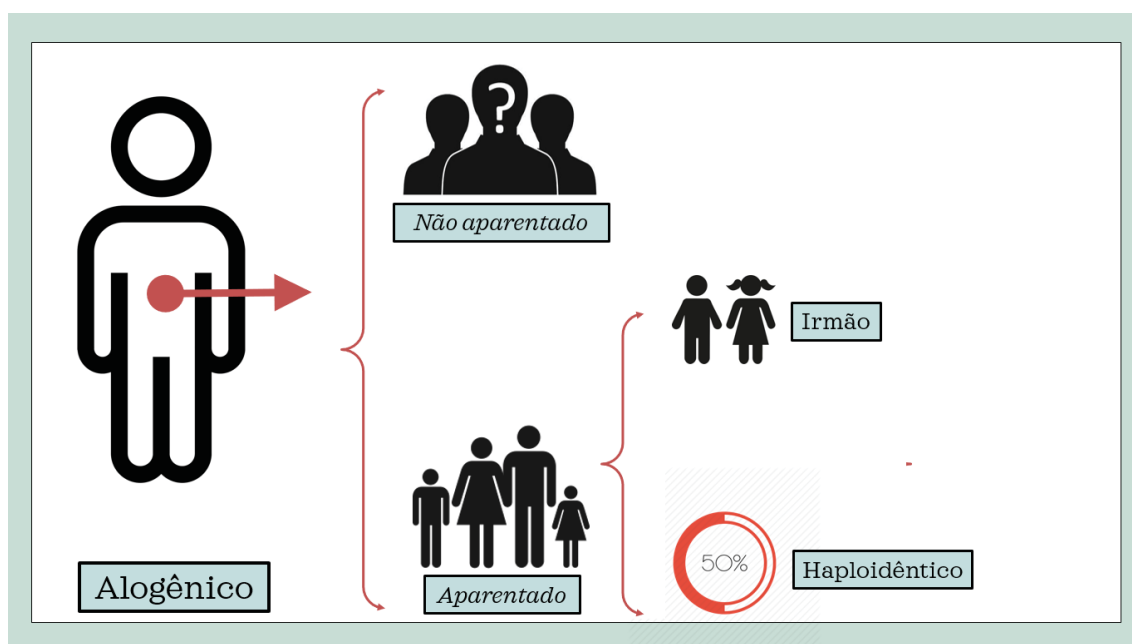 ?
Não aparentado
Irmão
50%
Haploidêntico
Aparentado
Alogênico